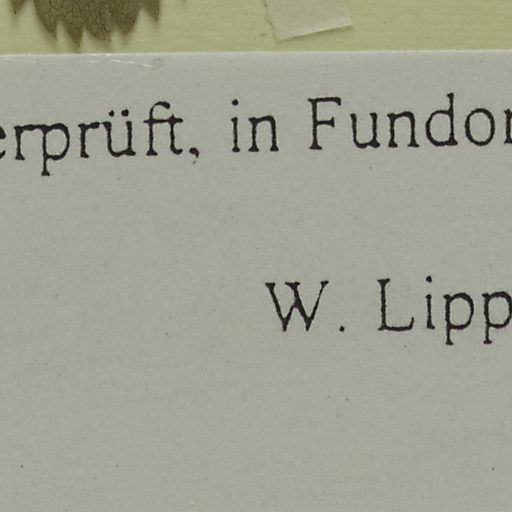 erprüft, in Fundor
W. Lipp